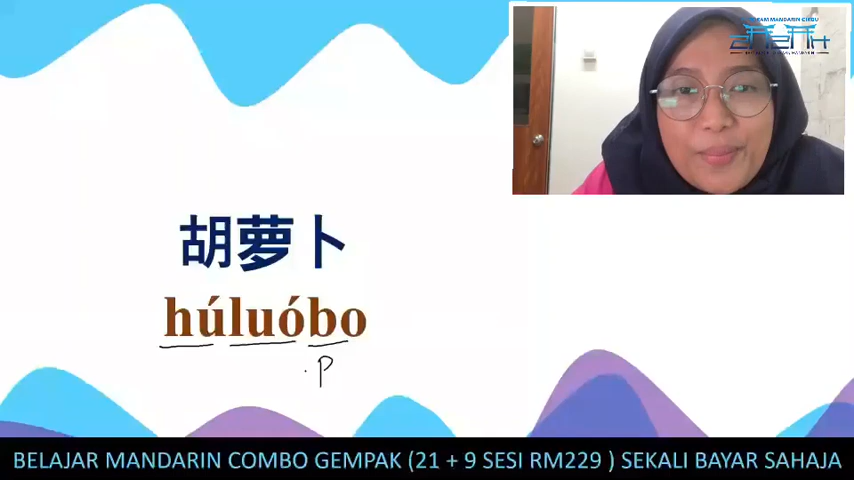 胡萝卜
húluóbo
p
BELAJAR MANDARIN COMBO GEMPAK (21 + 9 SESI RM229 ) SEKALI BAYAR SAHAJA